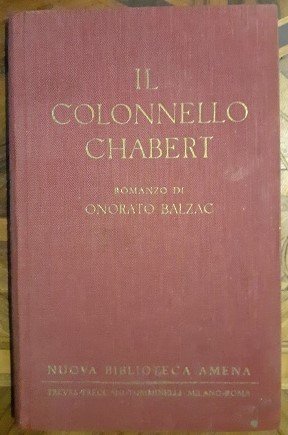 IL
COLONNELLO
CHABERT
ROMANZO DI
ONORATO BALZAC
NUOVA BIBLIOTECA AMENA
TREVES-TRECCANI-TUMMINELLI MILANO-ROMA